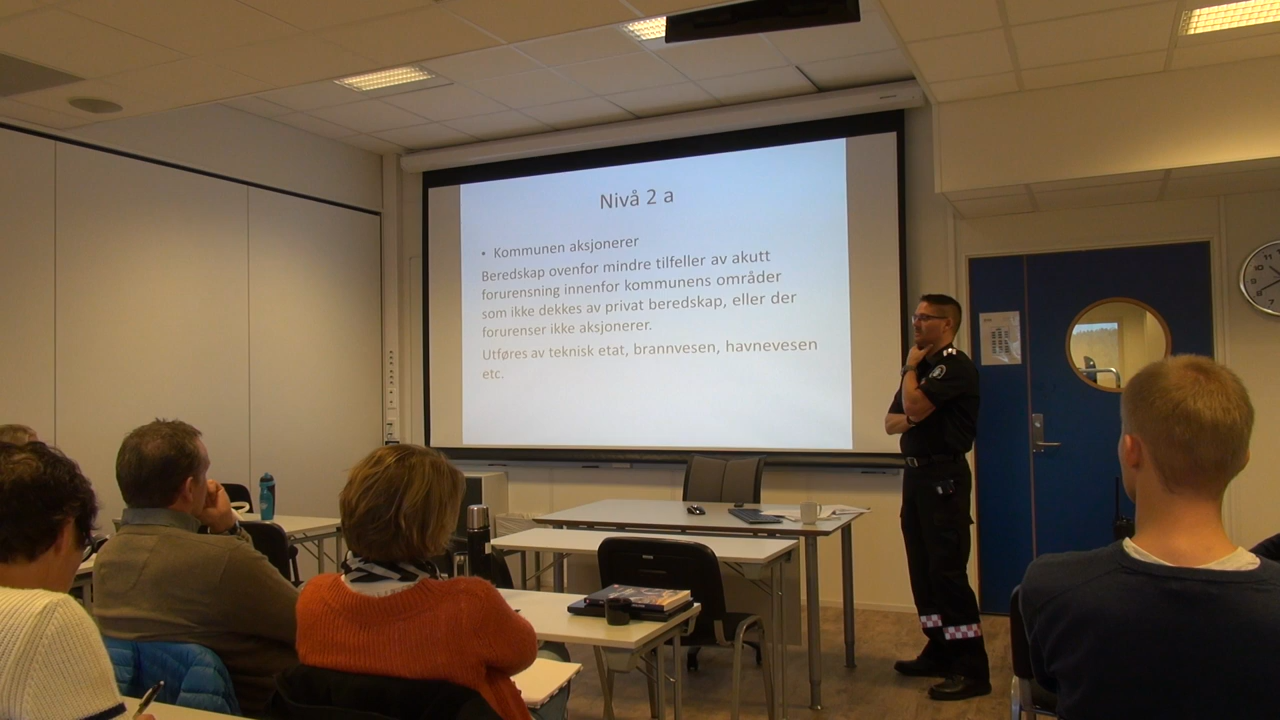 Nivå 2 a
• Kommunen aksjonerer
Beredskap ovenfor mindre tilfeller av akutt
forurensning innenfor kommunens områder
som ikke dekkes av privat beredskap, eller der
forurenser ikke aksjonerer.
Utføres av teknisk etat, brannvesen, havnevesen
etc.